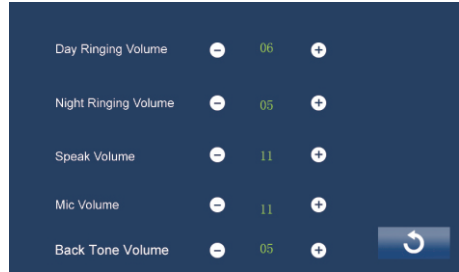 Day Ringing Volume 06
Night Ringing Volume 05
Speak Volume 11
Mic Volume 11
Back Tone Volume 05